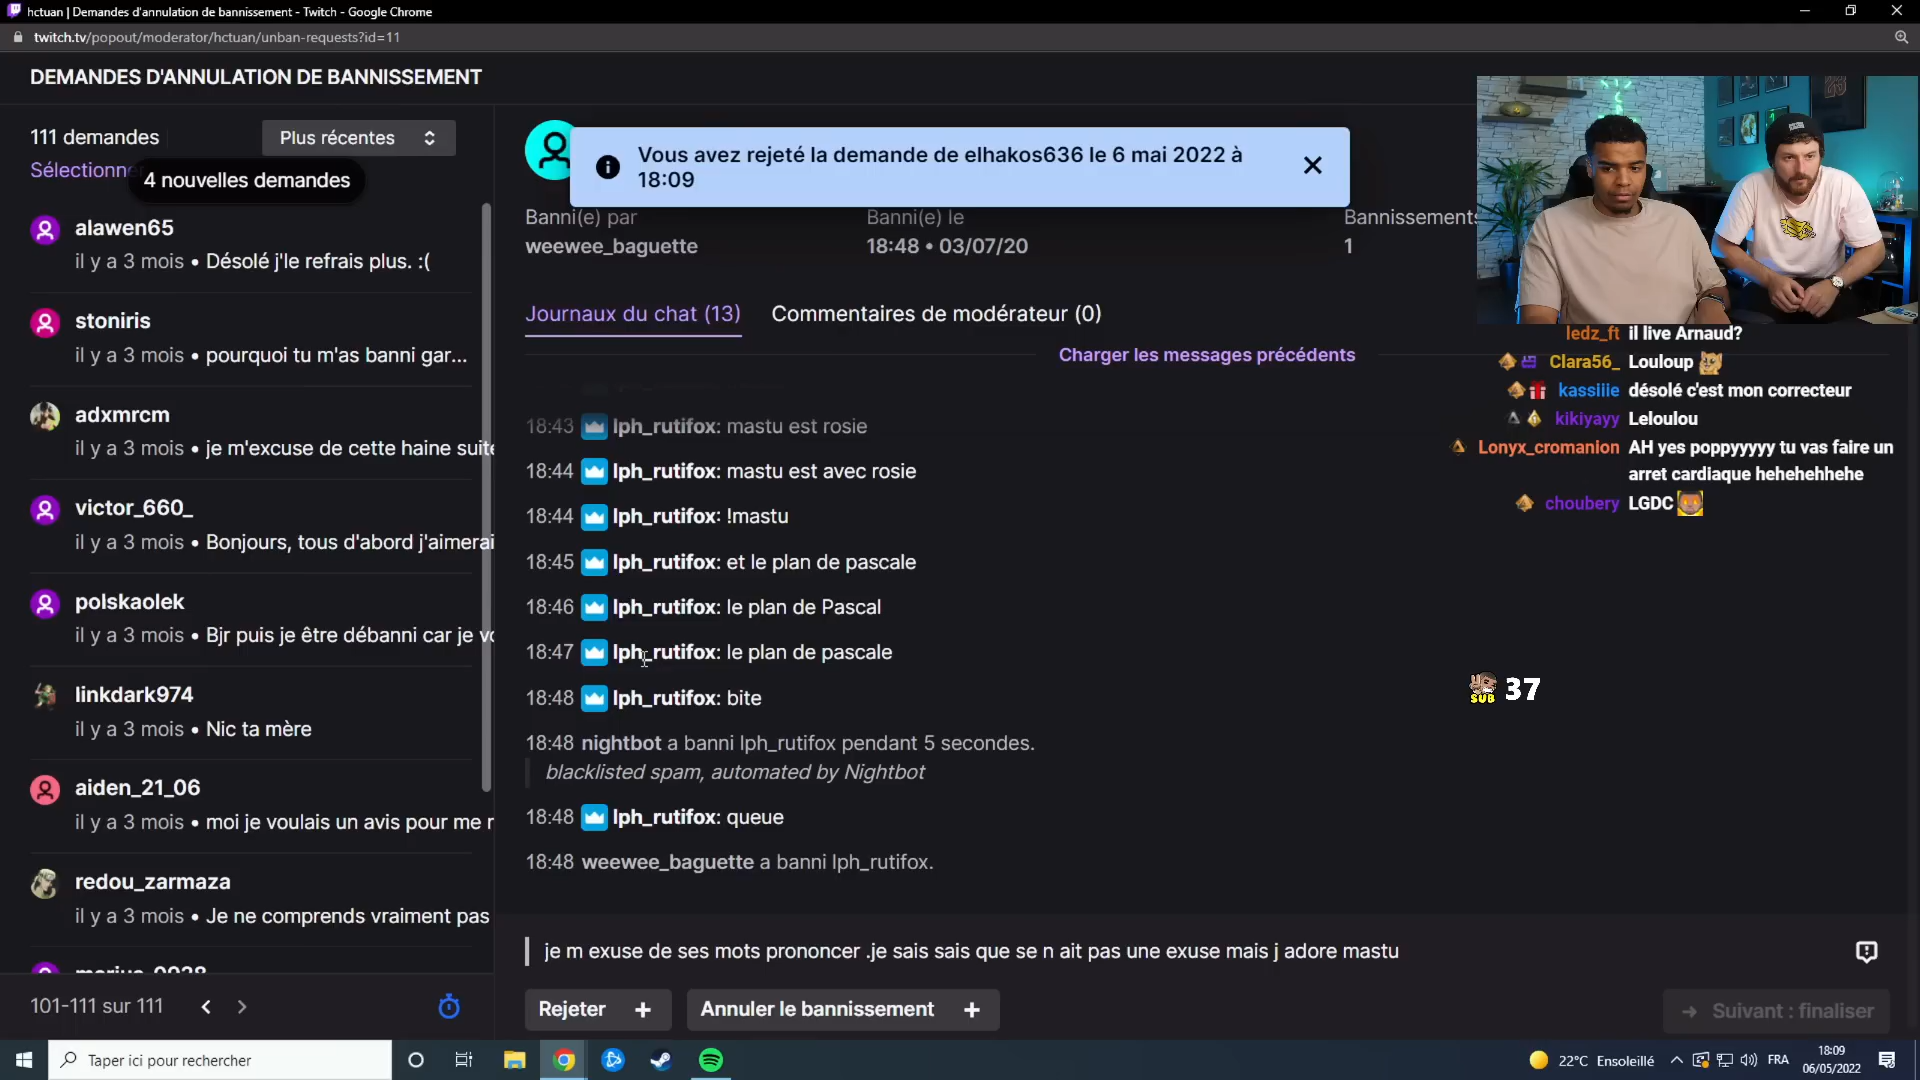 hctuan | Demandes d'annulation de bannissement - Twitch - Google Chrome
twitch.tv/popout/moderator/hctuan/unban-requests?id=11
DEMANDES D'ANNULATION DE BANNISSEMENT
111 demandes
Plus récentes
Sélectionne
4 nouvelles demandes
alawen65
il y a 3 mois • Désolé j'le refrais plus. :(
stoniris
il y a 3 mois • pourquoi tu m'as banni gar...
adxmrcm
il y a 3 mois • je m'excuse de cette haine suite
victor_660_
il y a 3 mois • Bonjours, tous d'abord j'aimerai
polskaolek
il y a 3 mois • Bjr puis je être débanni car je vo
linkdark974
il y a 3 mois • Nic ta mère
aiden_21_06
il y a 3 mois • moi je voulais un avis pour me r
redou_zarmaza
il y a 3 mois • Je ne comprends vraiment pas
101-111 sur 111
Vous avez rejeté la demande de elhakos636 le 6 mai 2022 à
18:09
Banni(e) par
weewee_baguette
Banni(e) le
18:48 • 03/07/20
Bannissements
1
Journaux du chat (13)
Commentaires de modérateur (0)
Charger les messages précédents
18:43 lph_rutifox: mastu est rosie
18:44 lph_rutifox: mastu est avec rosie
18:44 lph_rutifox: !mastu
18:45 lph_rutifox: et le plan de pascale
18:46 lph_rutifox: le plan de Pascal
18:47 lph_rutifox: le plan de pascale
18:48 lph_rutifox: bite
18:48 nightbot a banni lph_rutifox pendant 5 secondes.
blacklisted spam, automated by Nightbot
18:48 lph_rutifox: queue
18:48 weewee_baguette a banni lph_rutifox.
je m exuse de ses mots prononcer .je sais sais que se n ait pas une exuse mais j adore mastu
Rejeter +
Annuler le bannissement +
Suivant : finaliser
ledz_ft il live Arnaud?
Clara56_ Louloup
kassiiie désolé c'est mon correcteur
kikiyayy Leloulou
Lonyx_cromanion AH yes poppyyyyy tu vas faire un
arret cardiaque hehehehhehe
choubery LGDC
SUB 37
Taper ici pour rechercher
22°C Ensoleillé
FRA
18:09
06/05/2022